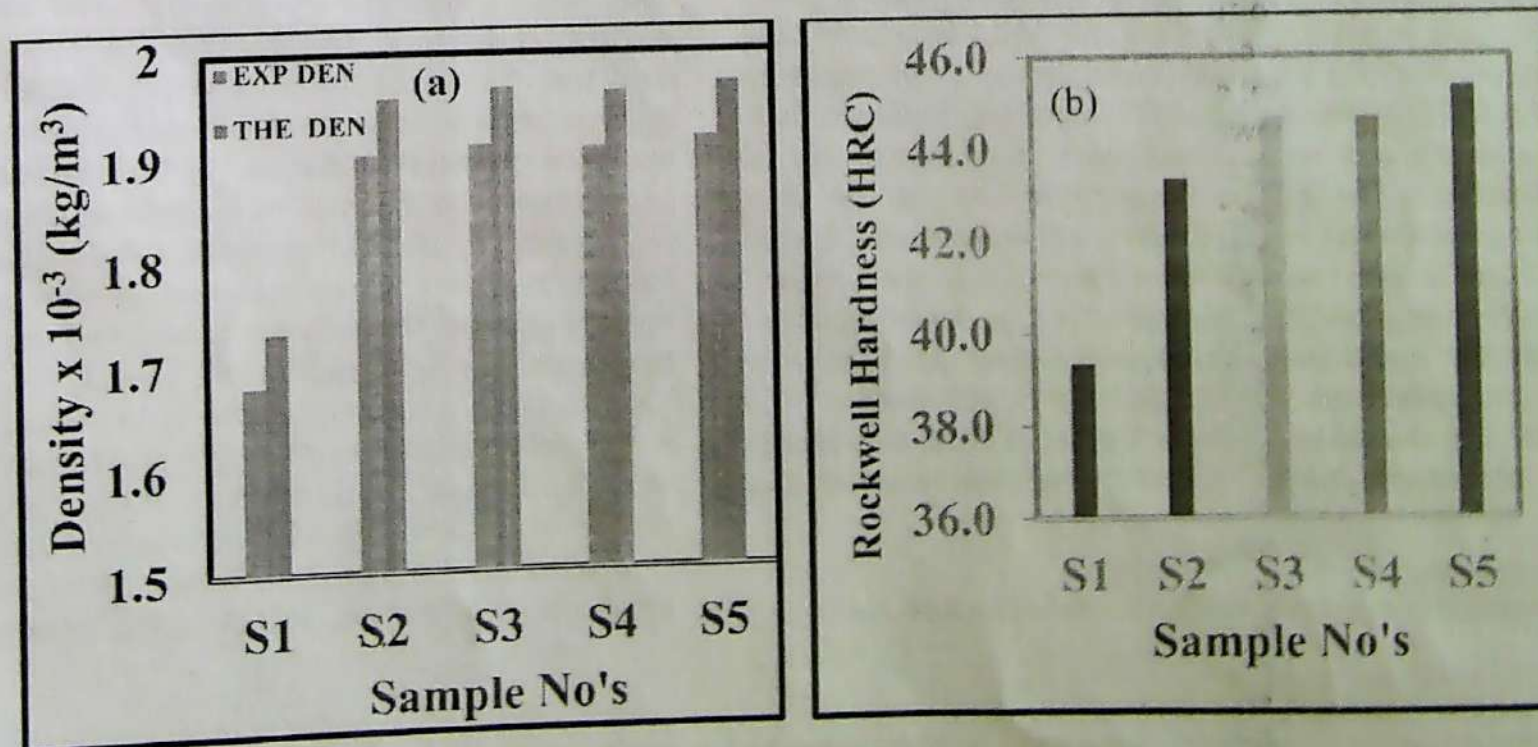 Density x 10⁻³ (kg/m³)
2
1.9
1.8
1.7
1.6
1.5
EXP DEN
THE DEN
(a)
S1 S2 S3 S4 S5
Sample No's
Rockwell Hardness (HRC)
46.0
44.0
42.0
40.0
38.0
36.0
(b)
S1 S2 S3 S4 S5
Sample No's